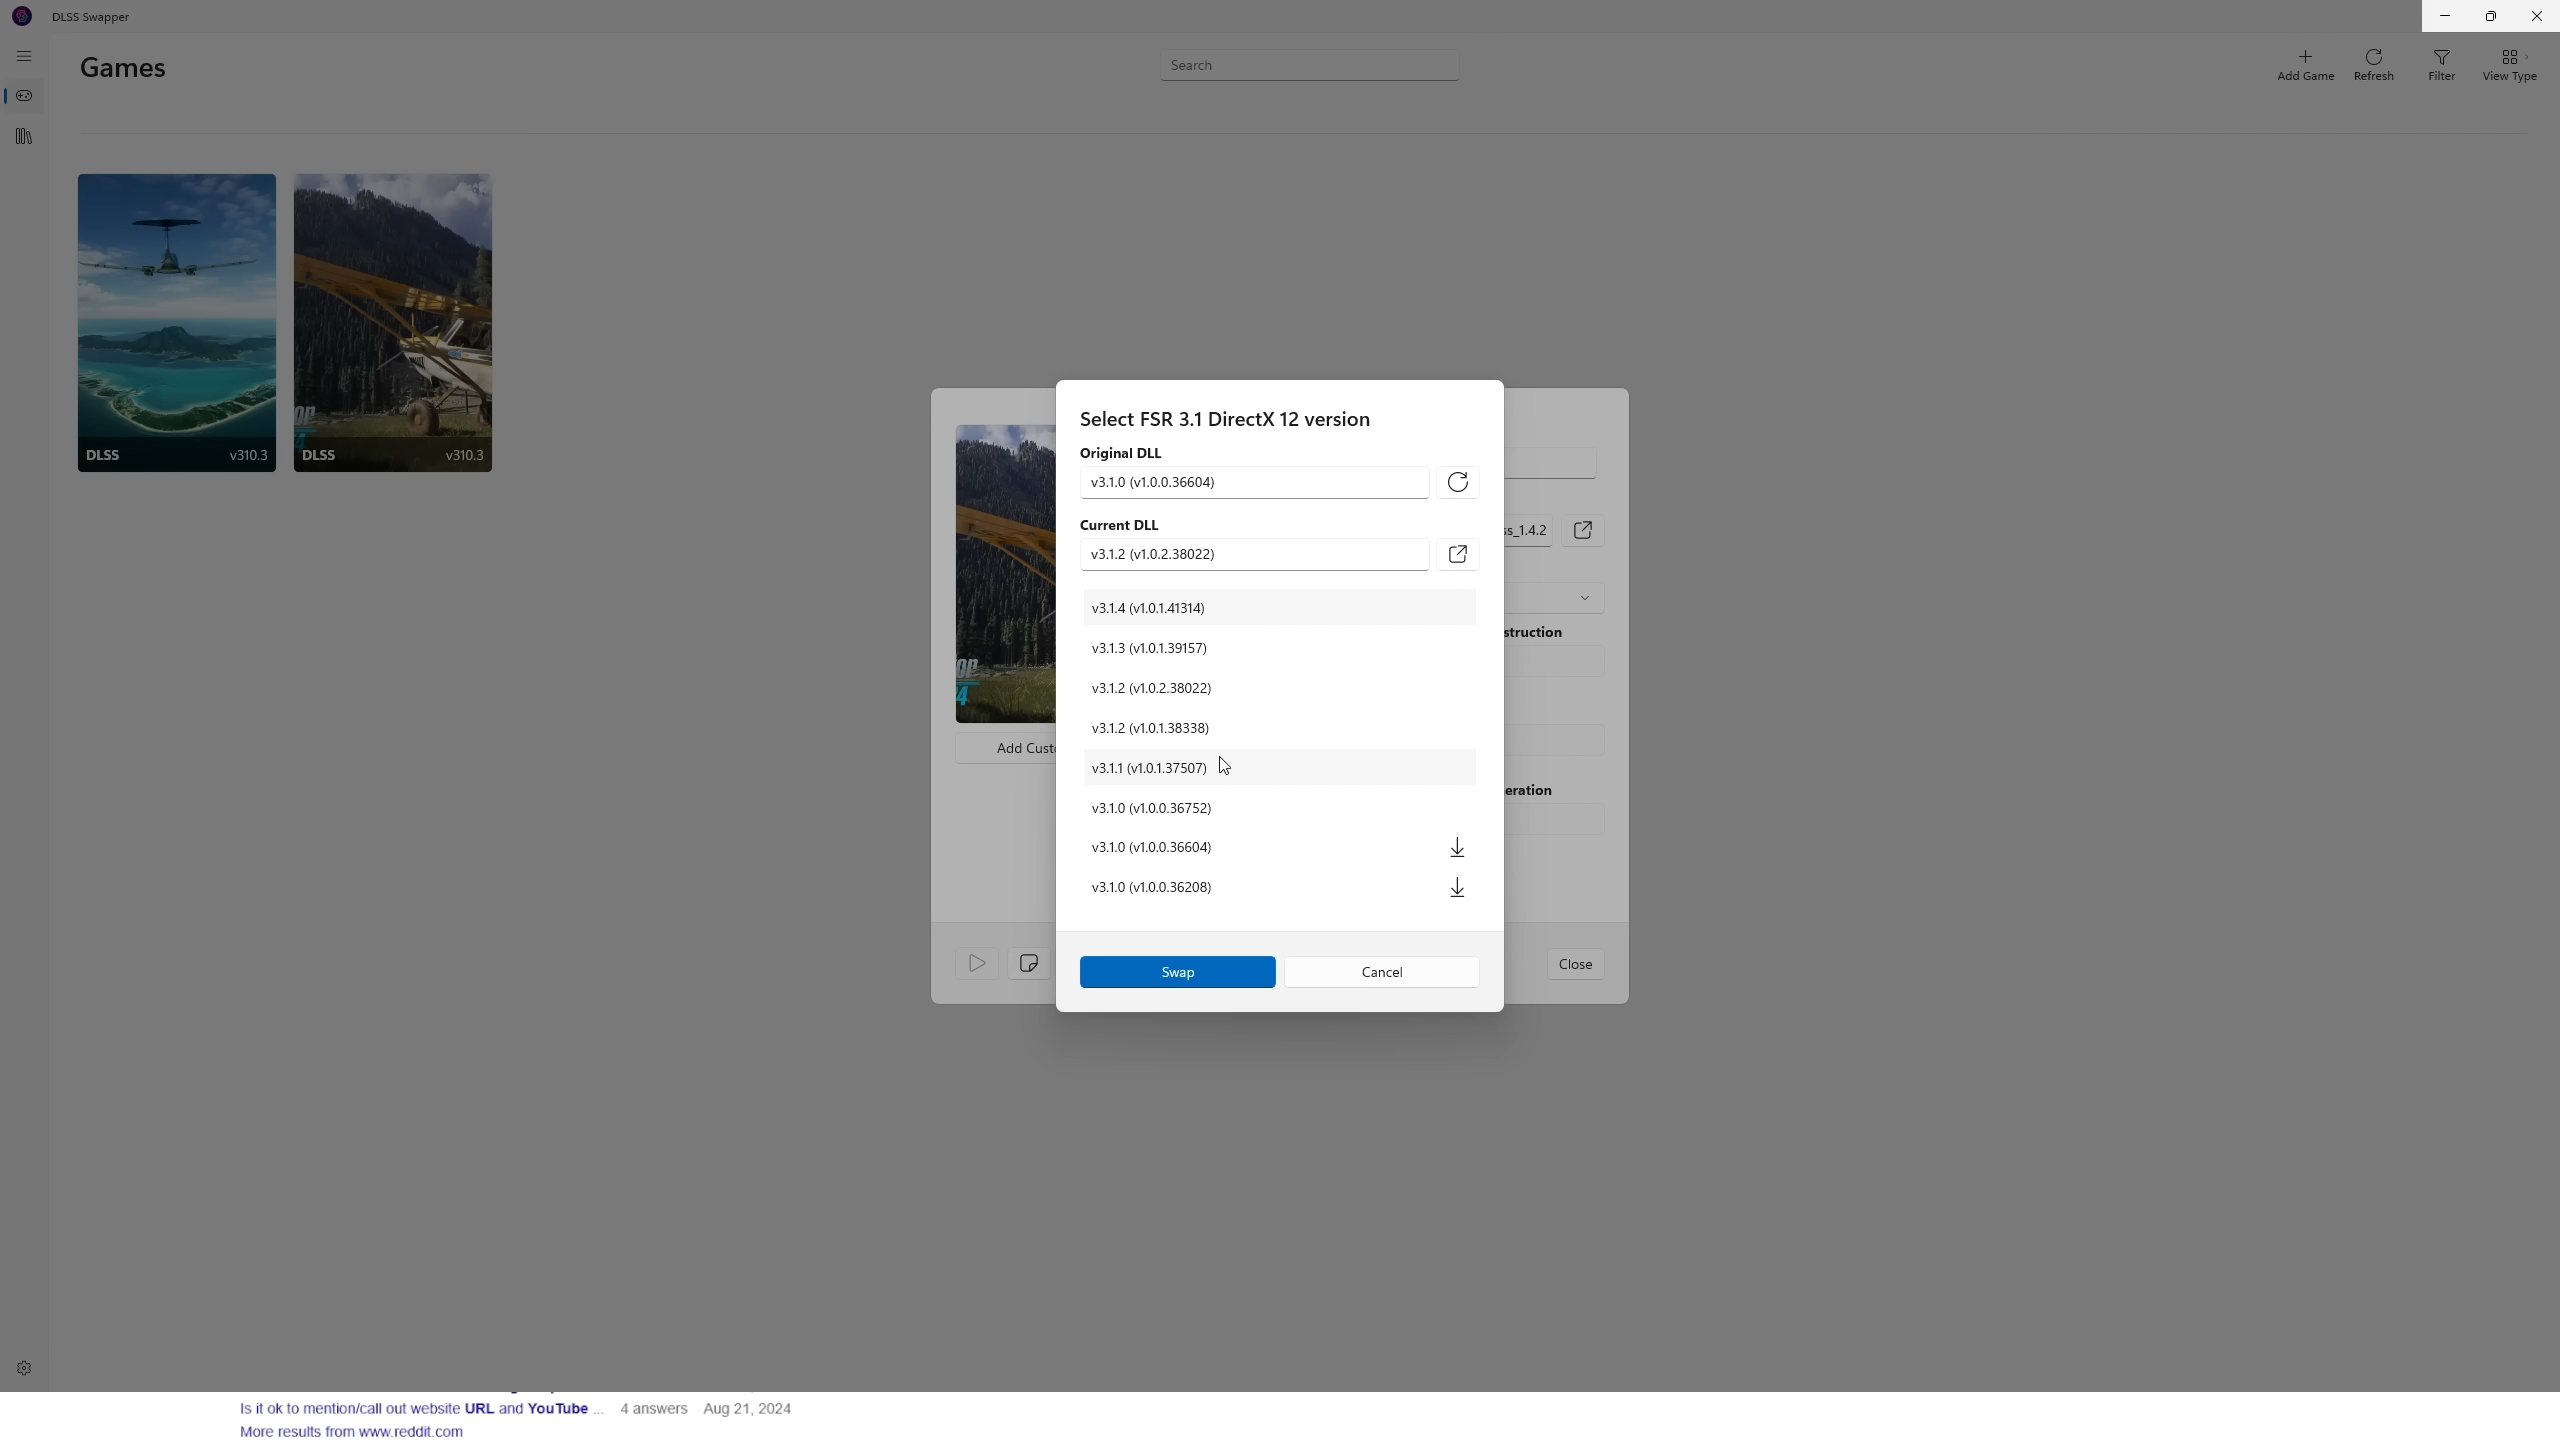 DLSS Swapper
Games
Search
Add Game
Refresh
Filter
View Type
DLSS v310.3
DLSS v310.3
Select FSR 3.1 DirectX 12 version
Original DLL
v3.1.0 (v1.0.0.36604)
Current DLL
v3.1.2 (v1.0.2.38022)
v3.1.4 (v1.0.1.41314)
v3.1.3 (v1.0.1.39157)
v3.1.2 (v1.0.2.38022)
v3.1.2 (v1.0.1.38338)
v3.1.1 (v1.0.1.37507)
v3.1.0 (v1.0.0.36752)
v3.1.0 (v1.0.0.36604)
v3.1.0 (v1.0.0.36208)
Swap
Cancel
ss_1.4.2
struction
eration
Add Cust
Close
Is it ok to mention/call out website URL and YouTube ... 4 answers Aug 21, 2024
More results from www.reddit.com